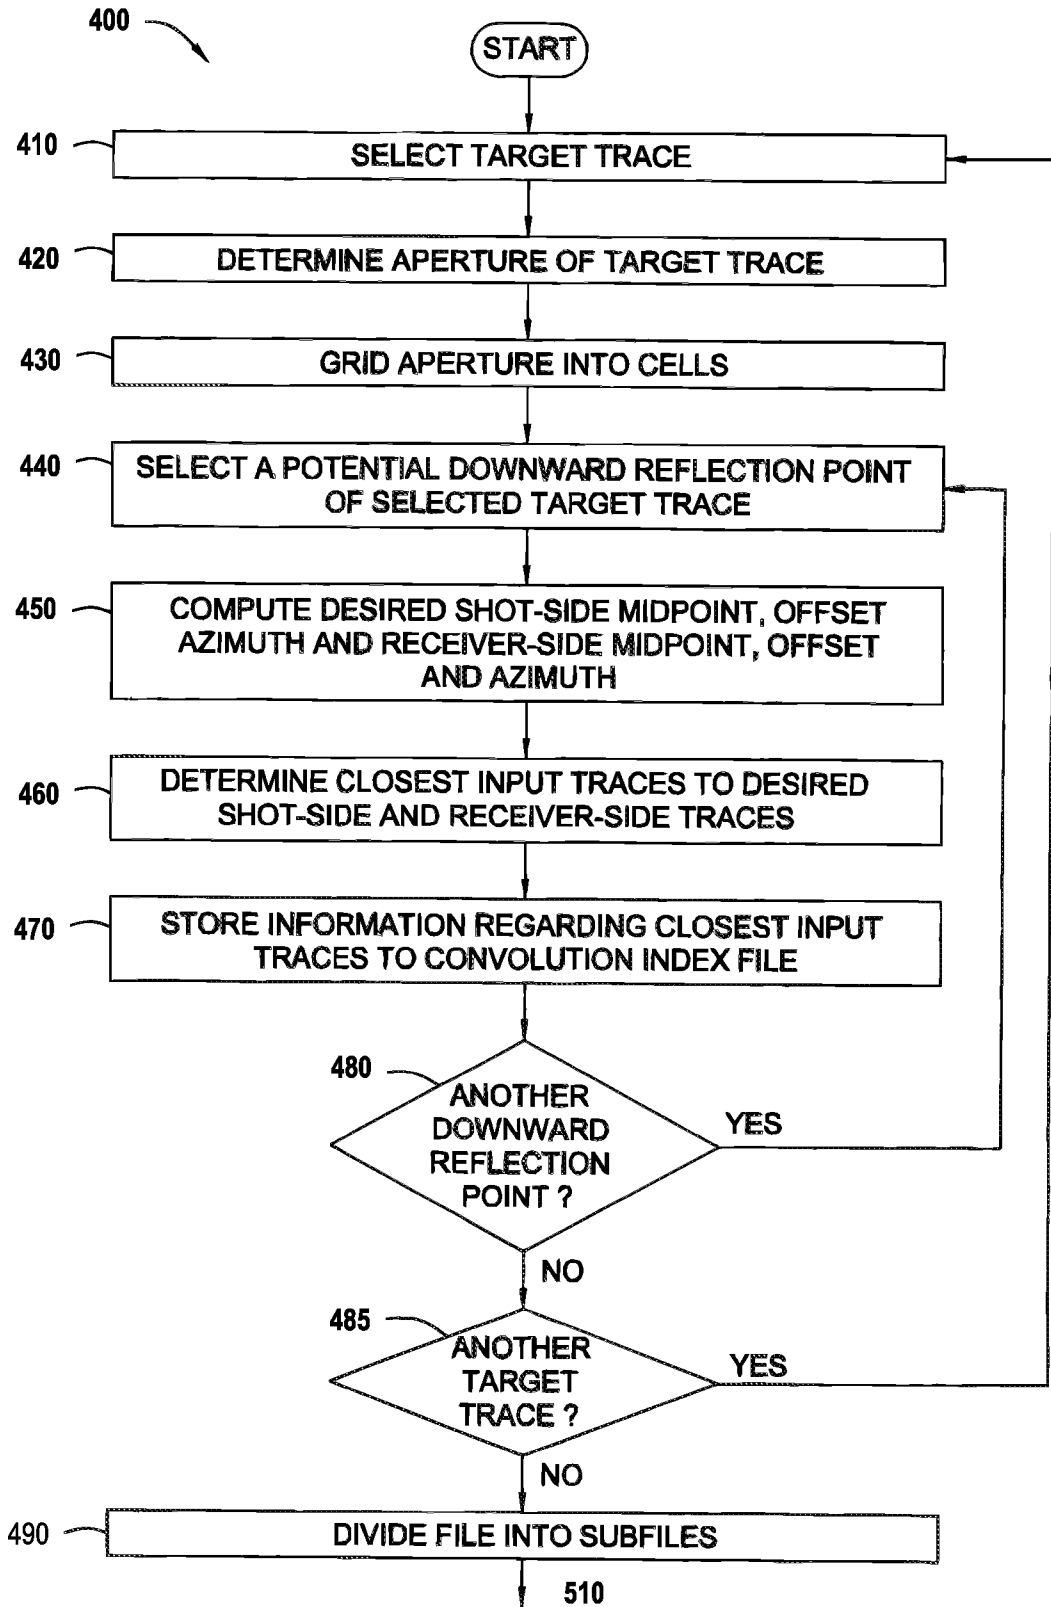 400
START
410
SELECT TARGET TRACE
420
DETERMINE APERTURE OF TARGET TRACE
430
GRID APERTURE INTO CELLS
440
SELECT A POTENTIAL DOWNWARD REFLECTION POINT
OF SELECTED TARGET TRACE
450
COMPUTE DESIRED SHOT-SIDE MIDPOINT, OFFSET
AZIMUTH AND RECEIVER-SIDE MIDPOINT, OFFSET
AND AZIMUTH
460
DETERMINE CLOSEST INPUT TRACES TO DESIRED
SHOT-SIDE AND RECEIVER-SIDE TRACES
470
STORE INFORMATION REGARDING CLOSEST INPUT
TRACES TO CONVOLUTION INDEX FILE
480
ANOTHER
DOWNWARD
REFLECTION
POINT ?
YES
NO
485
ANOTHER
TARGET
TRACE ?
YES
NO
490
DIVIDE FILE INTO SUBFILES
510